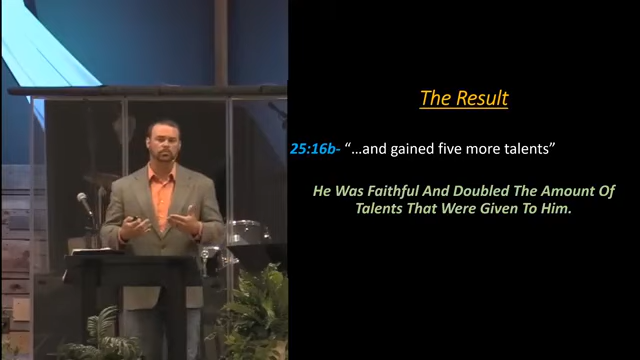 The Result
25:16b- “…and gained five more talents”
He Was Faithful And Doubled The Amount Of
Talents That Were Given To Him.